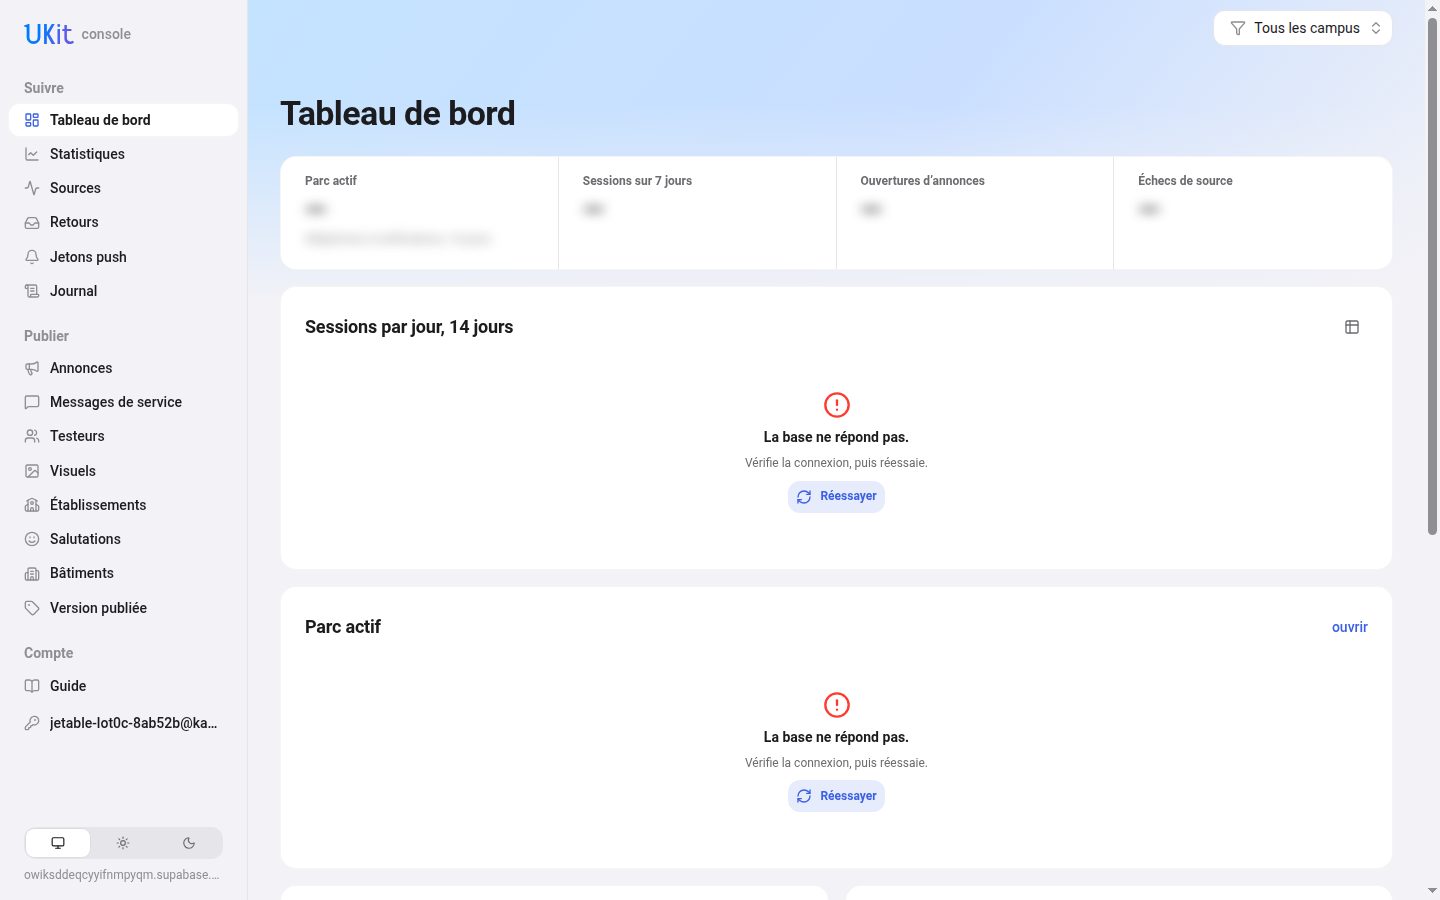 UKit console
Tous les campus
Suivre
Tableau de bord
Statistiques
Sources
Retours
Jetons push
Journal
Publier
Annonces
Messages de service
Testeurs
Visuels
Établissements
Salutations
Bâtiments
Version publiée
Compte
Guide
jetable-lot0c-8ab52b@ka...
owiksddeqcyyifnmpyqm.supabase....
Tableau de bord
Parc actif
Sessions sur 7 jours
Ouvertures d’annonces
Échecs de source
Sessions par jour, 14 jours
La base ne répond pas.
Vérifie la connexion, puis réessaie.
Réessayer
Parc actif
ouvrir
La base ne répond pas.
Vérifie la connexion, puis réessaie.
Réessayer